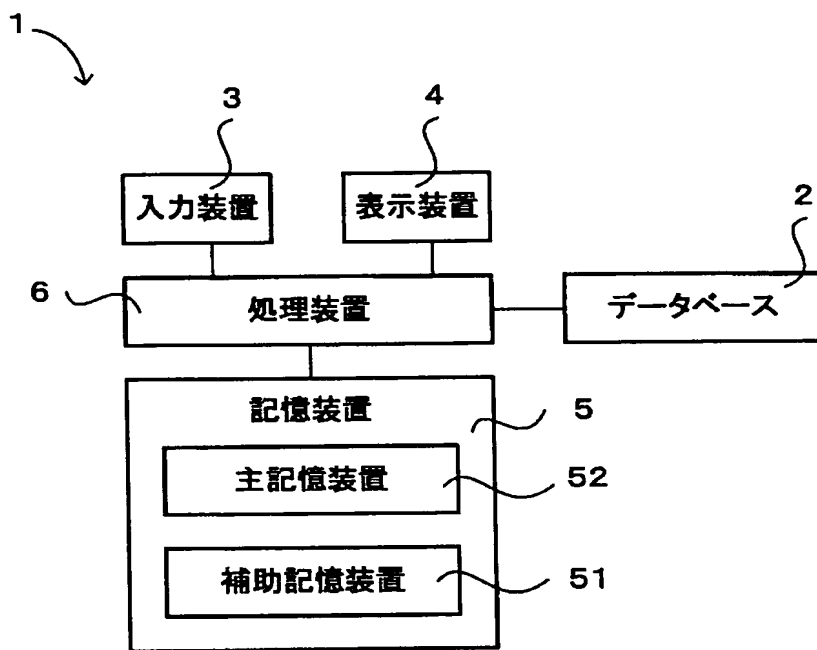 1
3
4
入力装置
表示装置
2
6
処理装置
データベース
記憶装置
5
主記憶装置
52
補助記憶装置
51